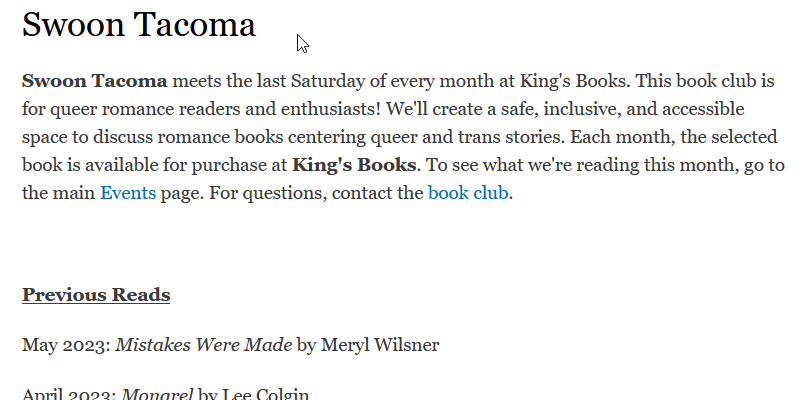 Swoon Tacoma
Swoon Tacoma meets the last Saturday of every month at King's Books. This book club is
for queer romance readers and enthusiasts! We'll create a safe, inclusive, and accessible
space to discuss romance books centering queer and trans stories. Each month, the selected
book is available for purchase at King's Books. To see what we're reading this month, go to
the main Events page. For questions, contact the book club.
Previous Reads
May 2023: Mistakes Were Made by Meryl Wilsner
April 2023: Mongrel by Lee Colgin